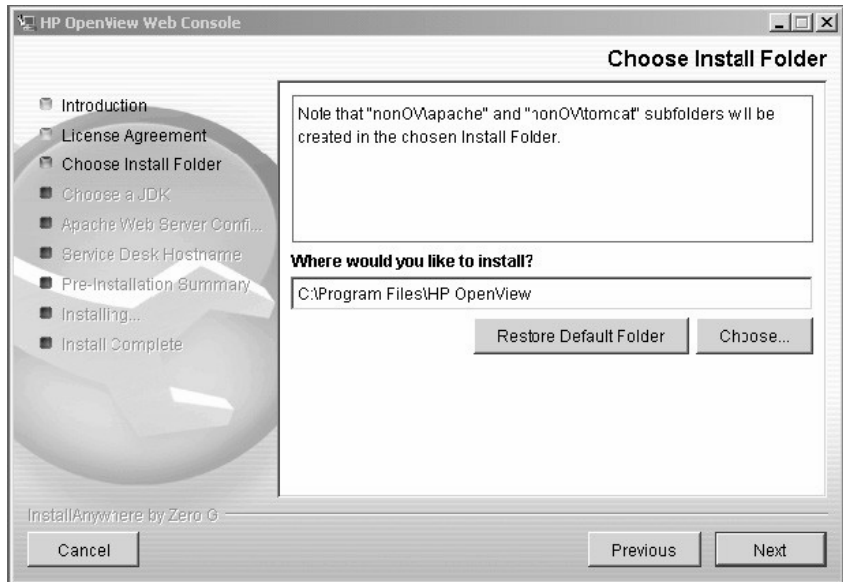 HP OpenView Web Console
Choose Install Folder
Introduction
License Agreement
Choose Install Folder
Choose a JDK
Apache Web Server Confi...
Service Desk Hostname
Pre-Installation Summary
Installing...
Install Complete
Note that "nonOV\apache" and "nonOV\tomcat" subfolders will be
created in the chosen Install Folder.
Where would you like to install?
C:\Program Files\HP OpenView
Restore Default Folder
Choose...
InstallAnywhere by Zero G
Cancel
Previous
Next